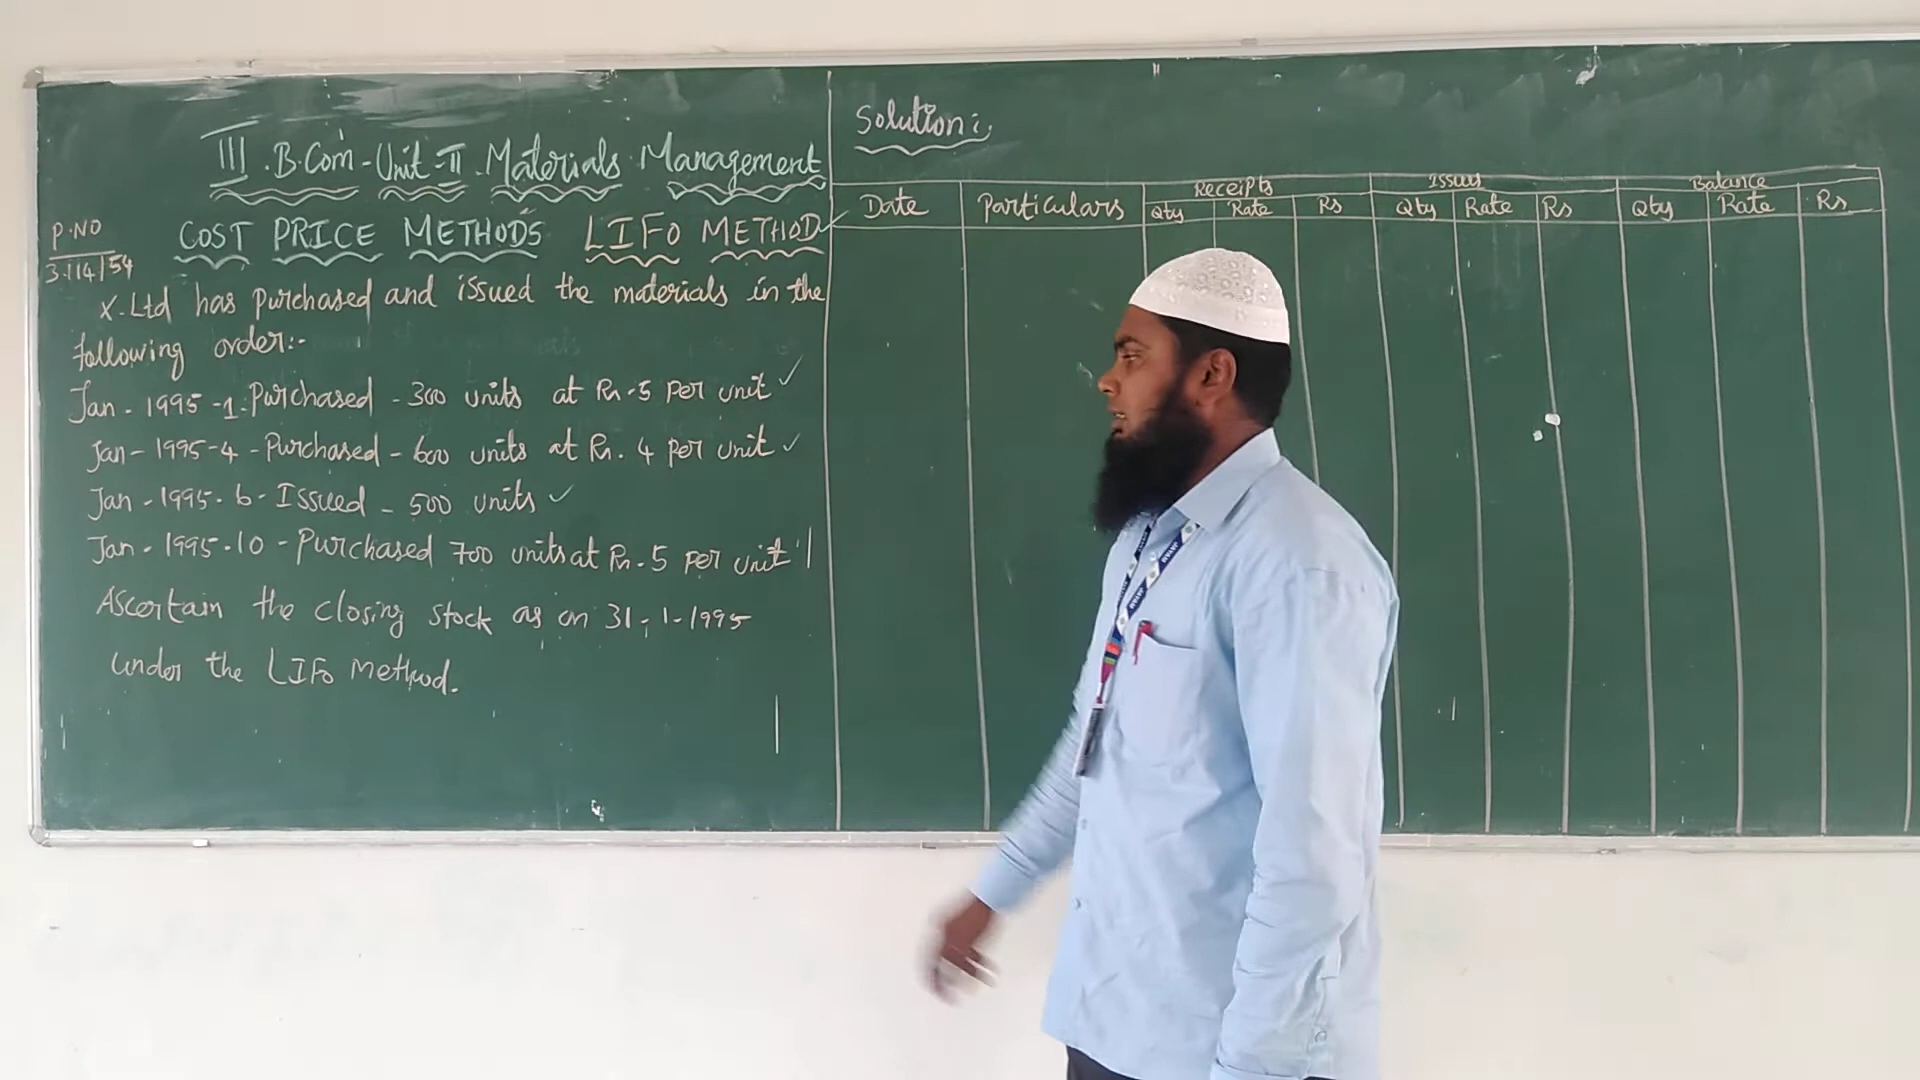 III.B.Com-Unit-II.Materials Management
P.NO
3.114/54
COST PRICE METHODS LIFO METHOD
X.Ltd has purchased and issued the materials in the
following order:-
Jan-1995-1.Purchased - 300 units at Rs.5 per unit ✓
Jan-1995-4-Purchased-600 units at Rs.4 per unit ✓
Jan-1995.6-Issued-500 units ✓
Jan-1995.10-Purchased 700 units at Rs.5 per unit
Ascertain the closing stock as on 31-1-1995
under the LIFO Method.
Solution:
Date Particulars Receipts Issues Balance
Qty Rate Rs Qty Rate Rs Qty Rate Rs